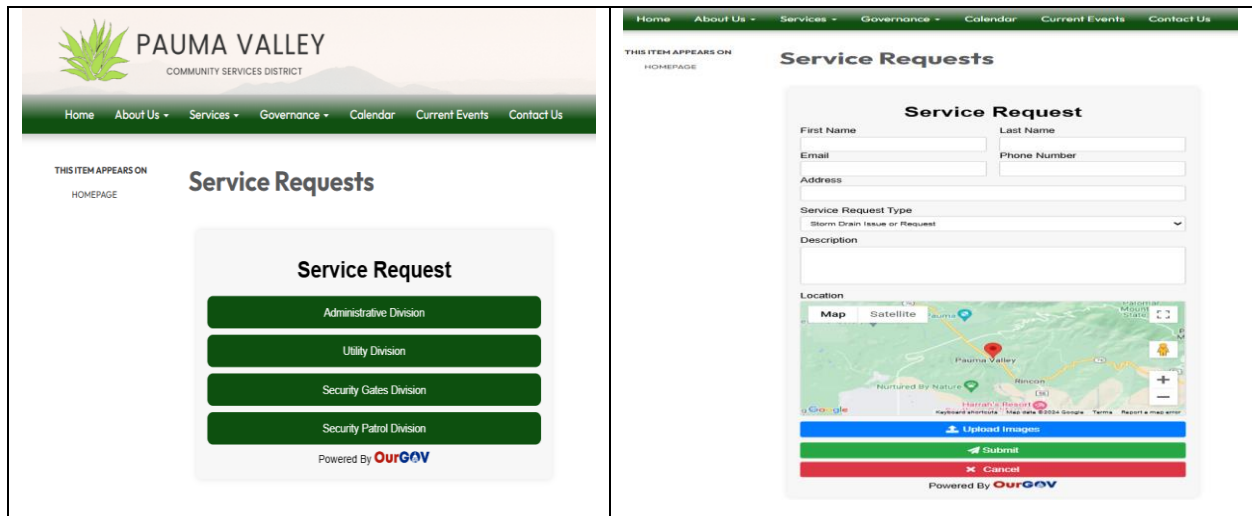 PAUMA VALLEY
COMMUNITY SERVICES DISTRICT
Home About Us Services Governance Calendar Current Events Contact Us
THIS ITEM APPEARS ON
HOMEPAGE
Service Requests
Service Request
Administrative Division
Utility Division
Security Gates Division
Security Patrol Division
Powered By OurGOV
Home About Us Services Governance Calendar Current Events Contact Us
THIS ITEM APPEARS ON
HOMEPAGE
Service Requests
Service Request
First Name Last Name
Email Phone Number
Address
Service Request Type
Storm Drain Issue or Request
Description
Location
Map Satellite
Pauma
Palomar
Mount
State
Pauma Valley
Nurtured By Nature
Rincon
Harrah's Resort
Google
Keyboard shortcuts Map data ©2024 Google Terms Report a map error
Upload Images
Submit
Cancel
Powered By OurGOV